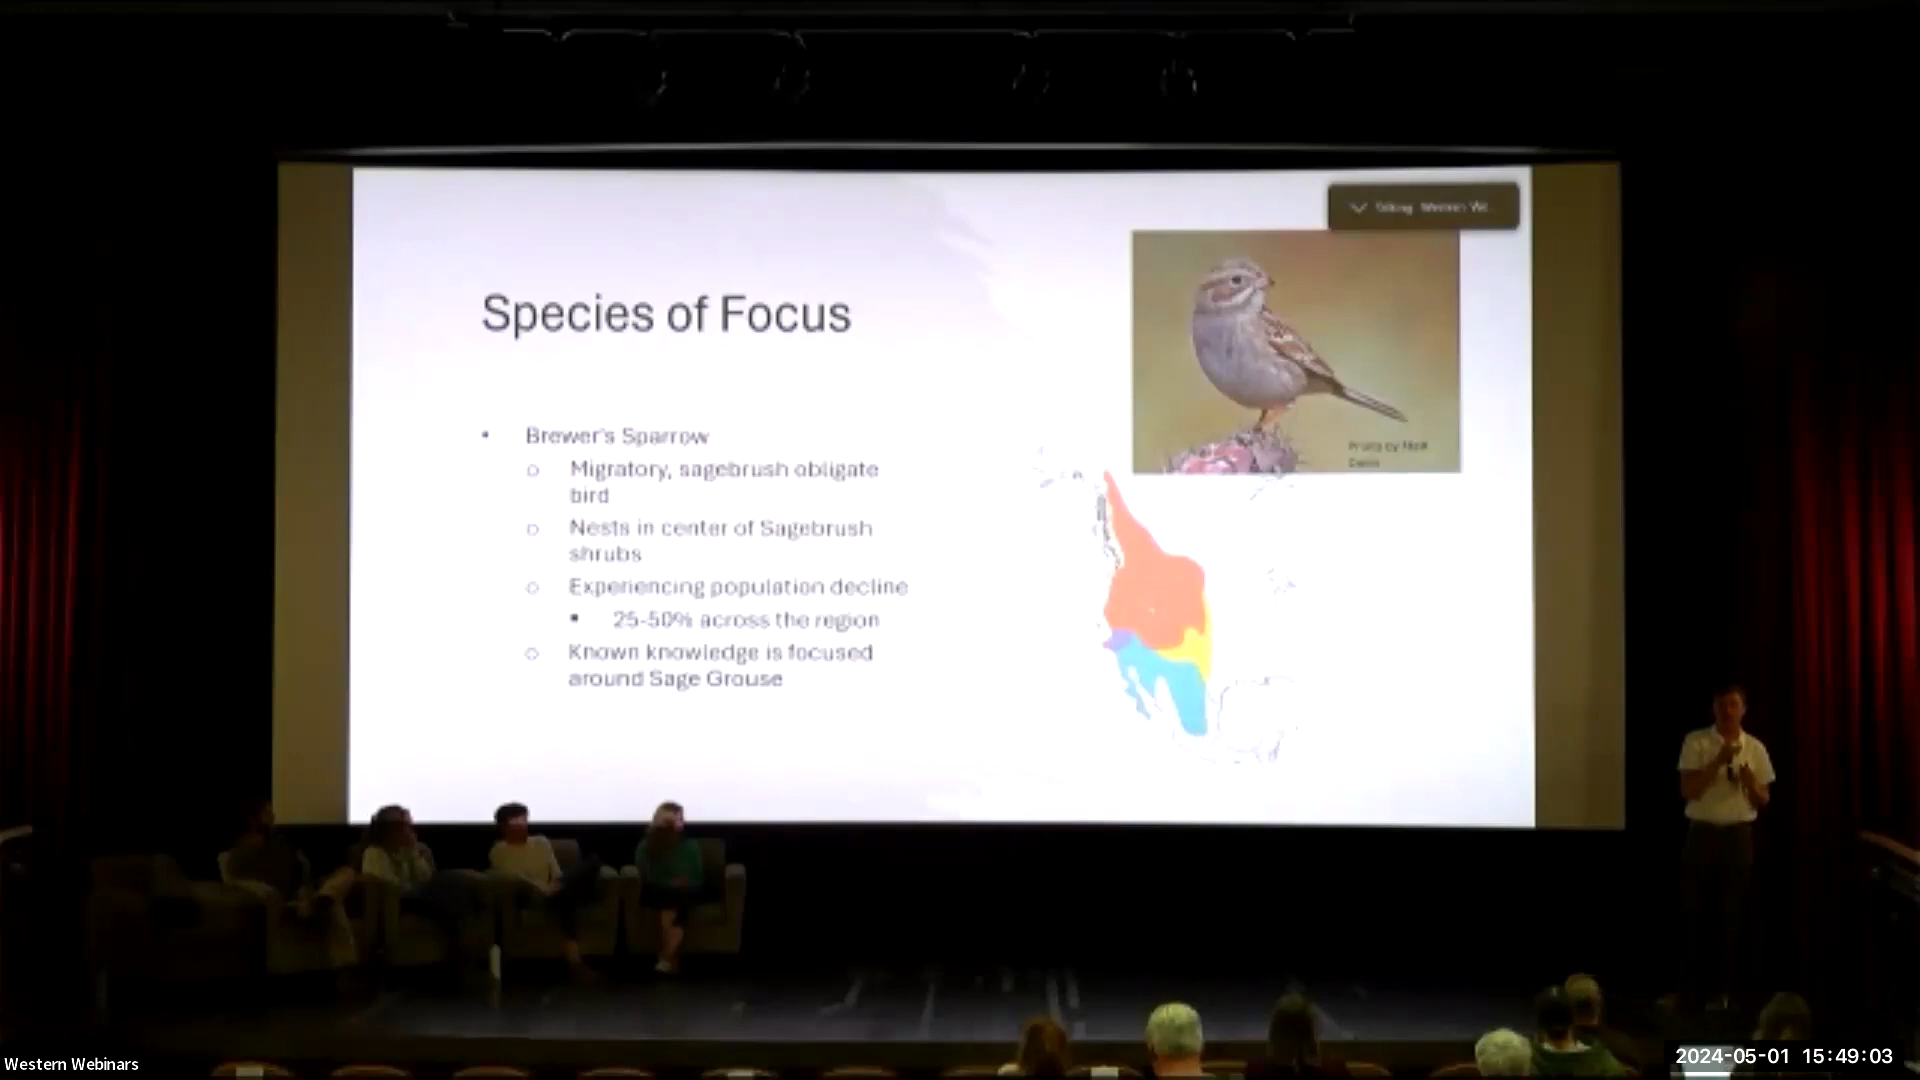 Species of Focus
• Brewer's Sparrow
o Migratory, sagebrush obligate
bird
o Nests in center of Sagebrush
shrubs
o Experiencing population decline
▪ 25-50% across the region
o Known knowledge is focused
around Sage Grouse
Western Webinars
2024-05-01 15:49:03